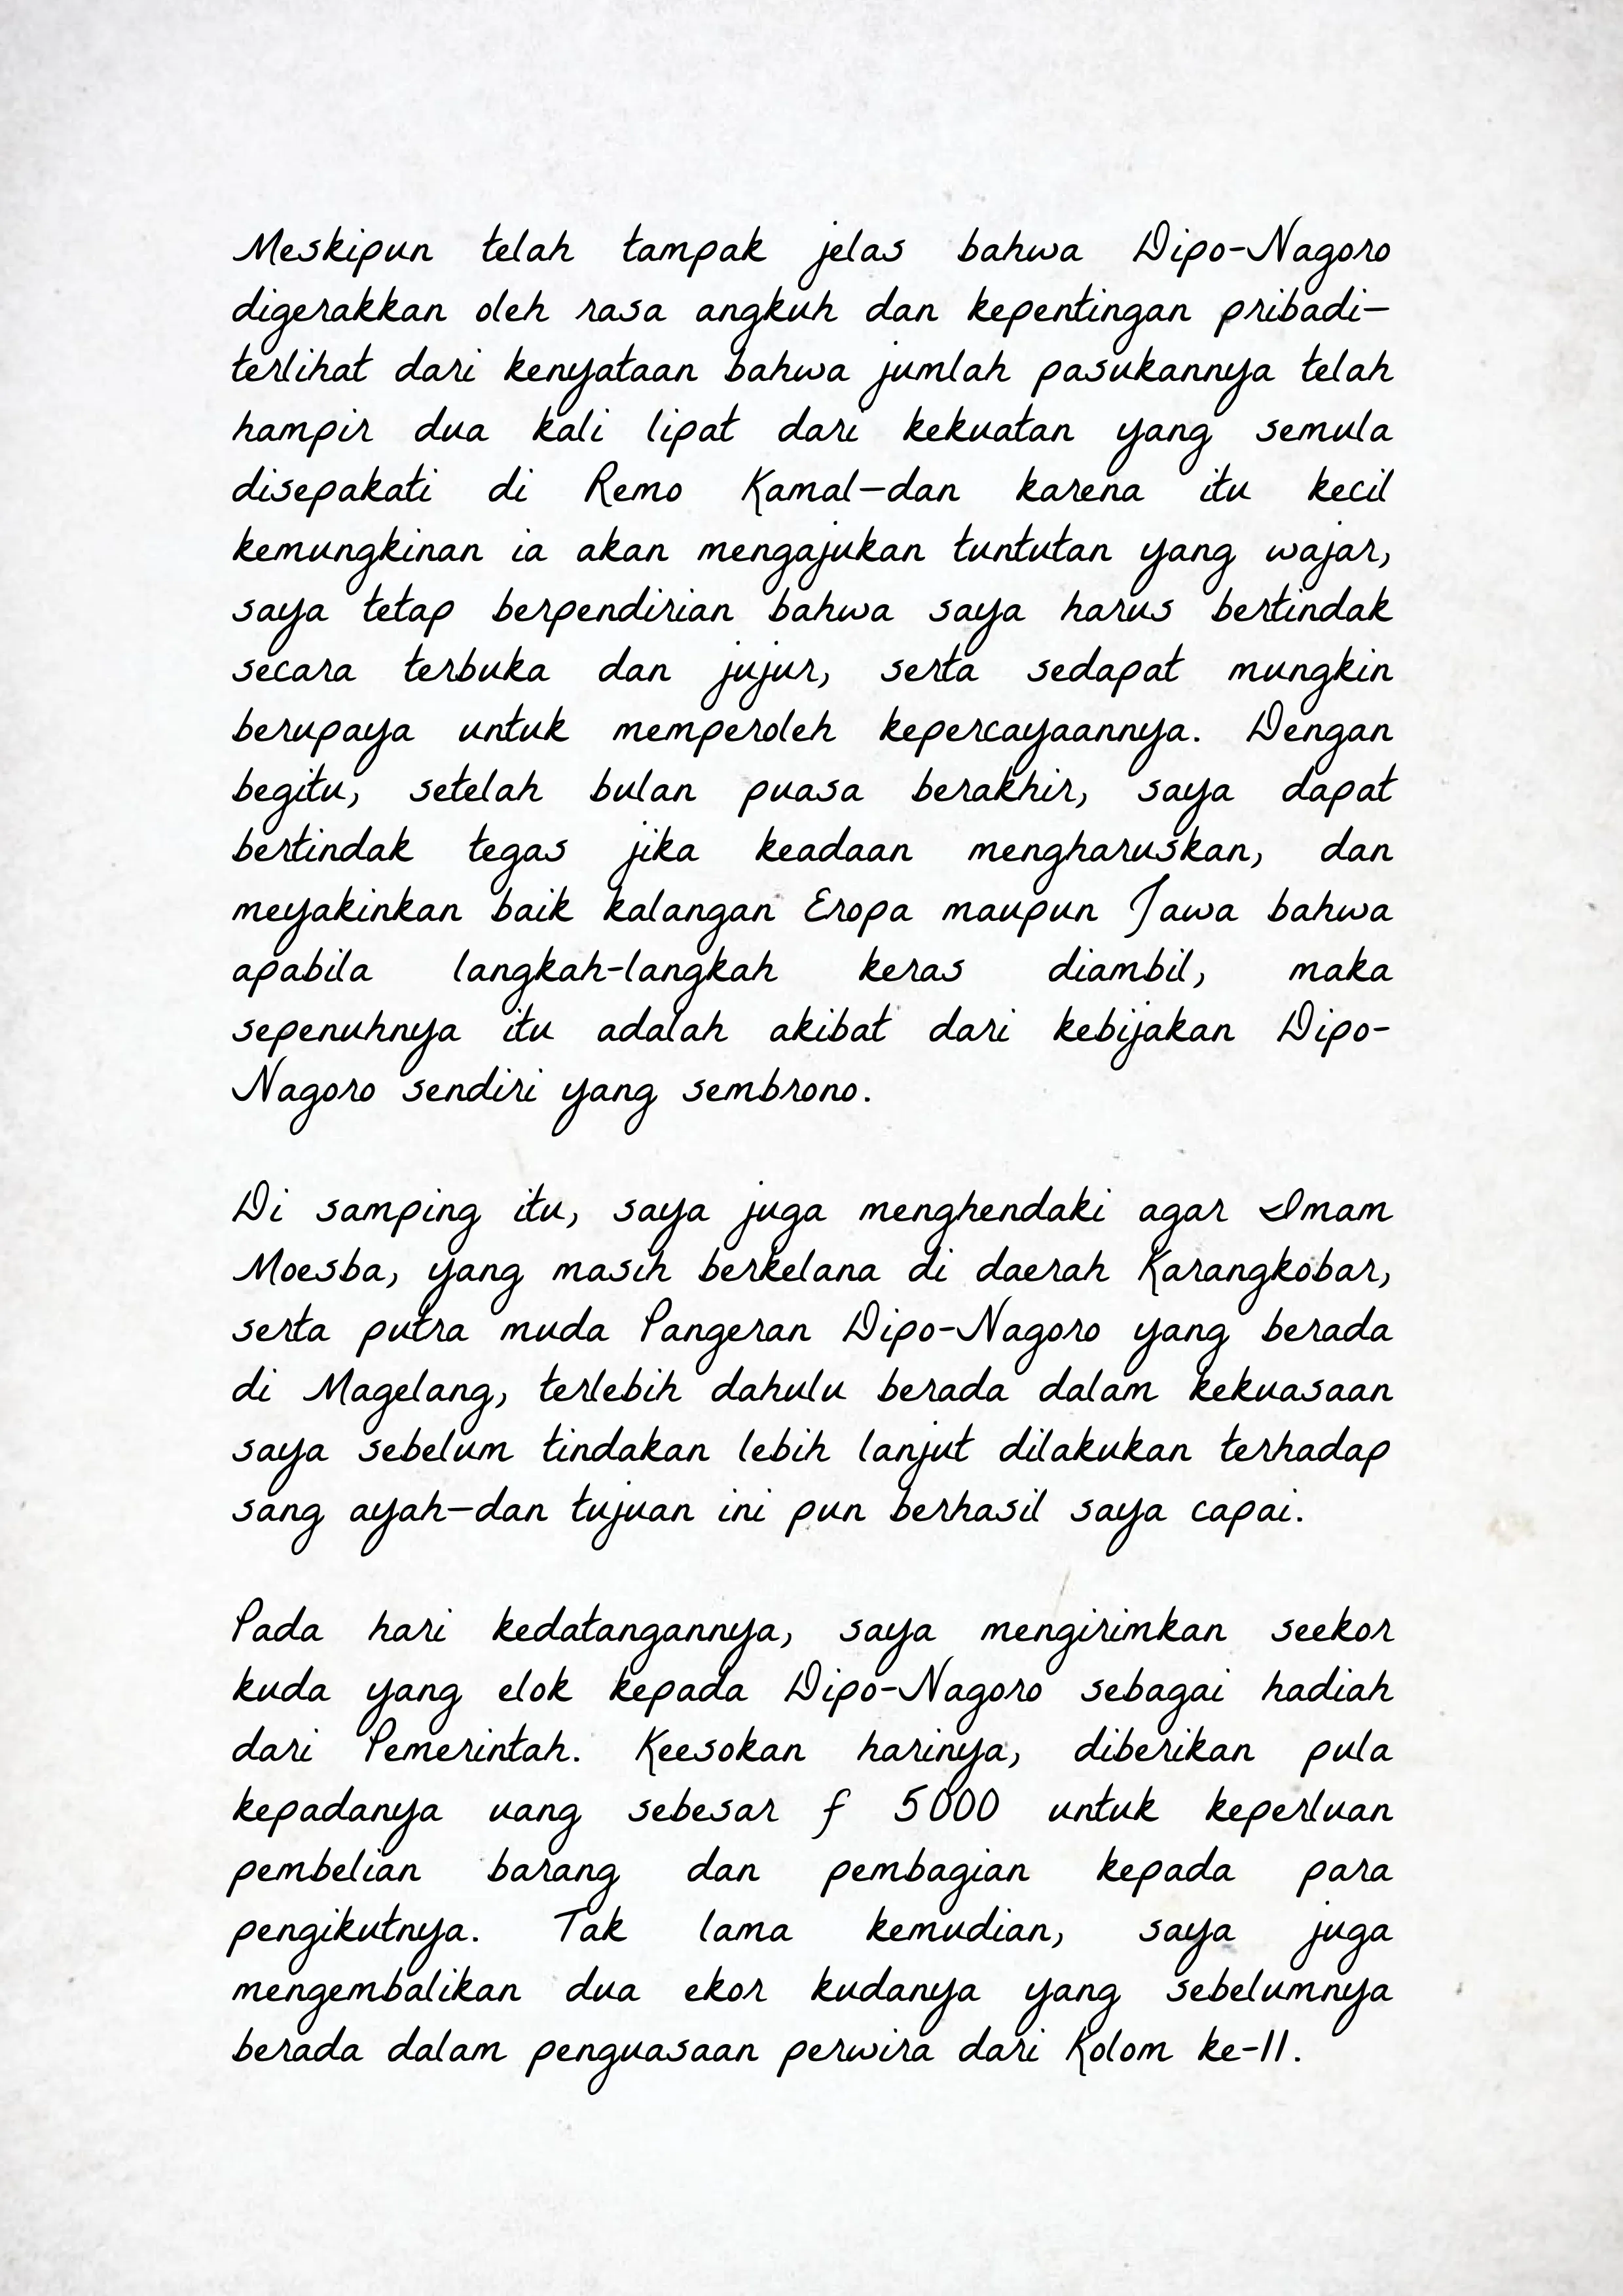 Meskipun telah tampak jelas bahwa Dipo-Nagoro
digerakkan oleh rasa angkuh dan kepentingan pribadi—
terlihat dari kenyataan bahwa jumlah pasukannya telah
hampir dua kali lipat dari kekuatan yang semula
disepakati di Remo Kamal—dan karena itu kecil
kemungkinan ia akan mengajukan tuntutan yang wajar,
saya tetap berpendirian bahwa saya harus bertindak
secara terbuka dan jujur, serta sedapat mungkin
berupaya untuk memperoleh kepercayaannya. Dengan
begitu, setelah bulan puasa berakhir, saya dapat
bertindak tegas jika keadaan mengharuskan, dan
meyakinkan baik kalangan Eropa maupun Jawa bahwa
apabila langkah-langkah keras diambil, maka
sepenuhnya itu adalah akibat dari kebijakan Dipo-
Nagoro sendiri yang sembrono.
Di samping itu, saya juga menghendaki agar Imam
Moesba, yang masih berkelana di daerah Karangkobar,
serta putra muda Pangeran Dipo-Nagoro yang berada
di Magelang, terlebih dahulu berada dalam kekuasaan
saya sebelum tindakan lebih lanjut dilakukan terhadap
sang ayah—dan tujuan ini pun berhasil saya capai.
Pada hari kedatangannya, saya mengirimkan seekor
kuda yang elok kepada Dipo-Nagoro sebagai hadiah
dari Pemerintah. Keesokan harinya, diberikan pula
kepadanya uang sebesar f 5000 untuk keperluan
pembelian barang dan pembagian kepada para
pengikutnya. Tak lama kemudian, saya juga
mengembalikan dua ekor kudanya yang sebelumnya
berada dalam penguasaan perwira dari Kolom ke-11.